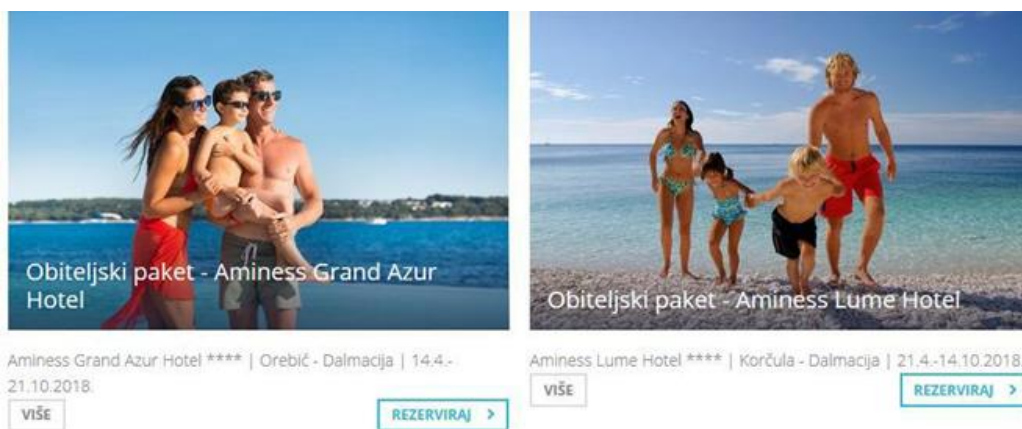 Obiteljski paket - Aminess Grand Azur
Hotel
Aminess Grand Azur Hotel **** | Orebić - Dalmacija | 14.4.-
21.10.2018.
VIŠE
REZERVIRAJ >
Obiteljski paket - Aminess Lume Hotel
Aminess Lume Hotel **** | Korčula - Dalmacija | 21.4.-14.10.2018
VIŠE
REZERVIRAJ >